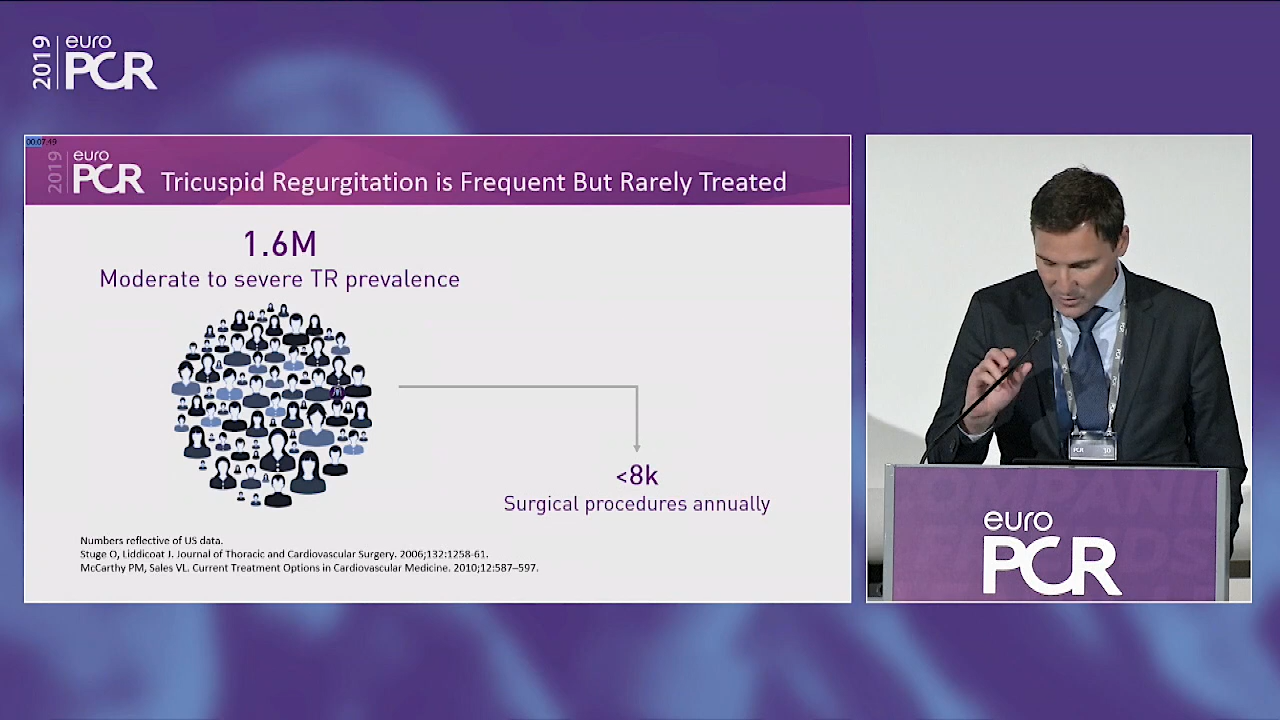 2019 euro PCR
00:07:49
2019 euro PCR
Tricuspid Regurgitation is Frequent But Rarely Treated
1.6M
Moderate to severe TR prevalence
<8k
Surgical procedures annually
Numbers reflective of US data.
Stuge O, Liddicoat J. Journal of Thoracic and Cardiovascular Surgery. 2006;132:1258-61.
McCarthy PM, Sales VL. Current Treatment Options in Cardiovascular Medicine. 2010;12:587–597.
PCR
euro
PCR